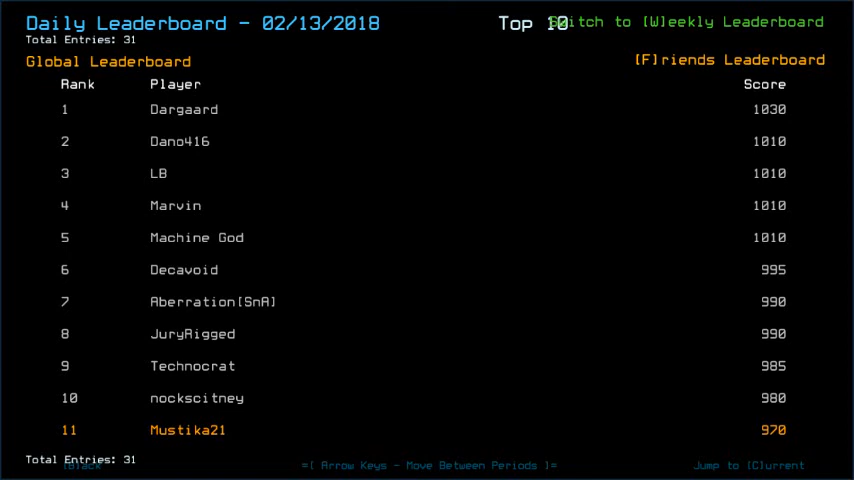 Daily Leaderboard - 02/13/2018 Top 10 Switch to [W]eekly Leaderboard
Total Entries: 31
Global Leaderboard [F]riends Leaderboard
Rank Player Score
1 Dargaard 1030
2 Dano416 1010
3 LB 1010
4 Marvin 1010
5 Machine God 1010
6 Decavoid 995
7 Aberration[SnA] 990
8 JuryRigged 990
9 Technocrat 985
10 nockscitney 980
11 Mustika21 970
Total Entries: 31
[B]ack =[ Arrow Keys - Move Between Periods ]= Jump to [C]urrent